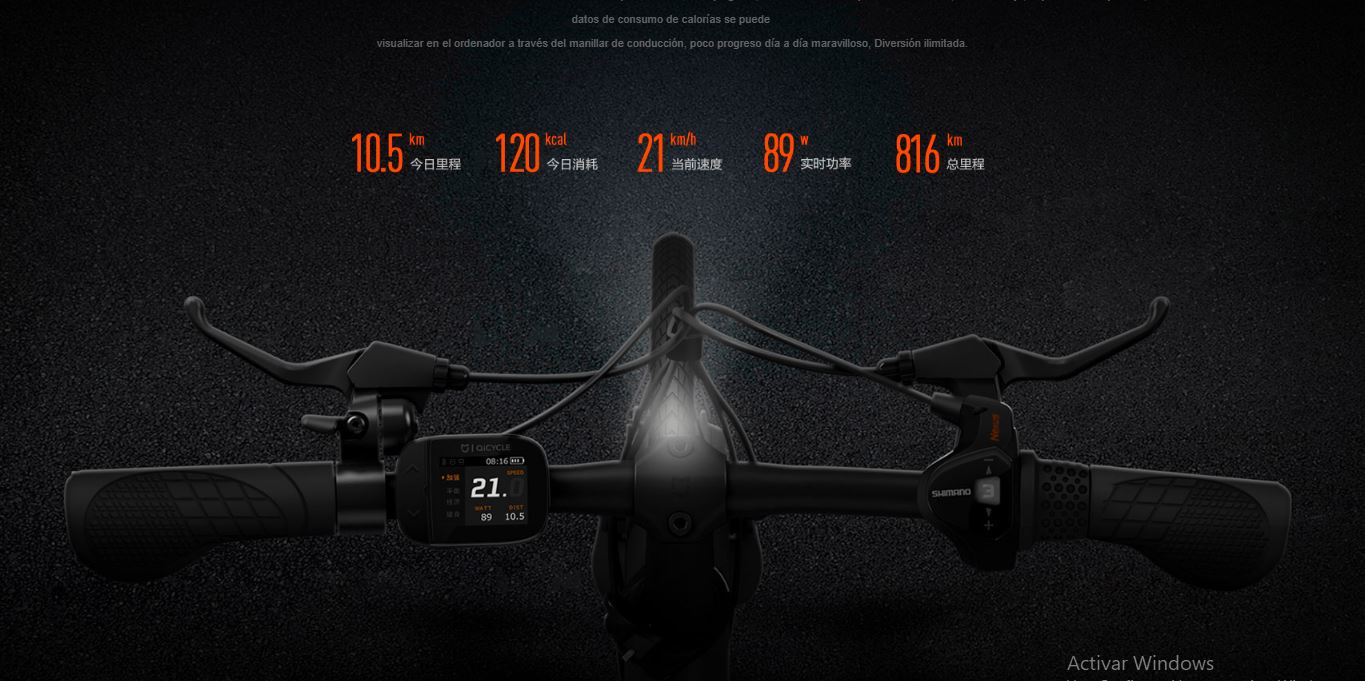 datos de consumo de calorías se puede
visualizar en el ordenador a través del manillar de conducción, poco progreso día a día maravilloso, Diversión ilimitada.
10.5 km 今日里程
120 kcal 今日消耗
21 km/h 当前速度
89 w 实时功率
816 km 总里程
QiCYCLE
08:16
SPEED
加强
21.0
WATT DIST
89 10.5
Nexus
SHIMANO
3
Activar Windows